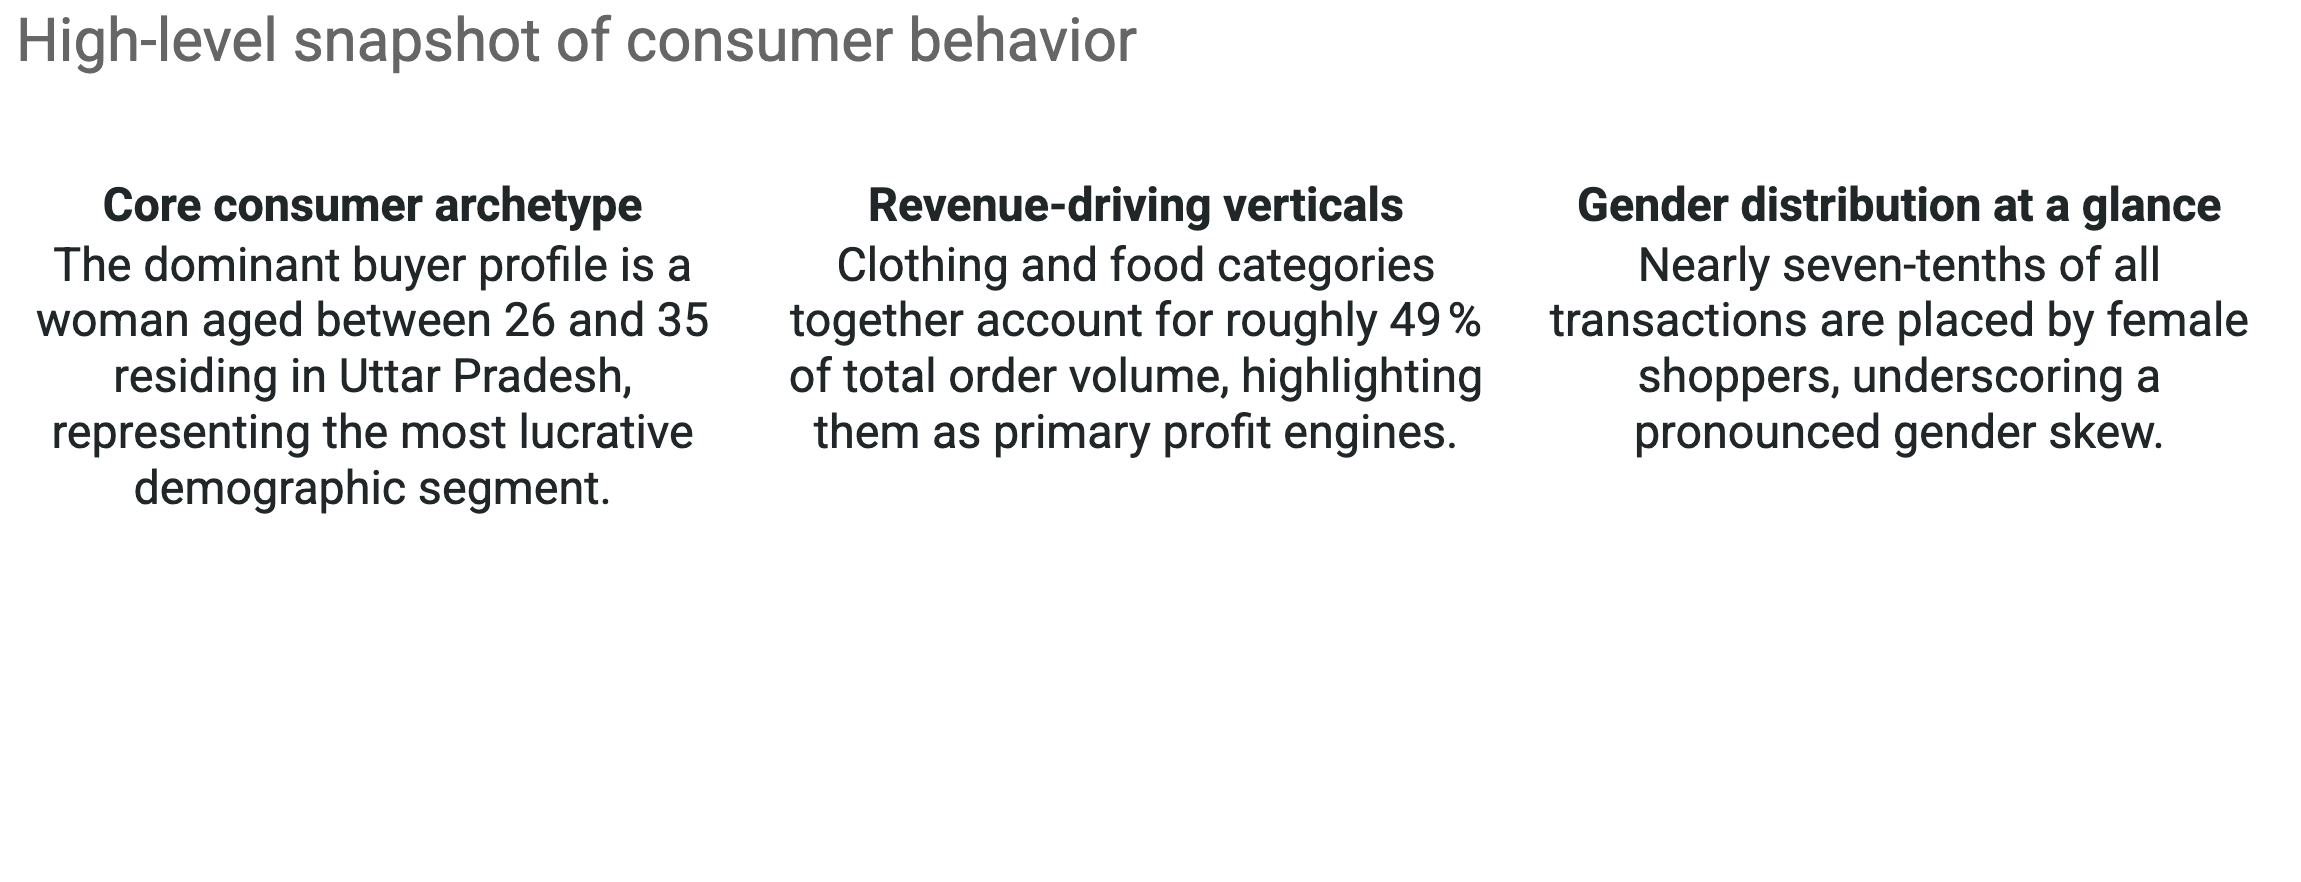 High-level snapshot of consumer behavior
Core consumer archetype
The dominant buyer profile is a
woman aged between 26 and 35
residing in Uttar Pradesh,
representing the most lucrative
demographic segment.
Revenue-driving verticals
Clothing and food categories
together account for roughly 49 %
of total order volume, highlighting
them as primary profit engines.
Gender distribution at a glance
Nearly seven-tenths of all
transactions are placed by female
shoppers, underscoring a
pronounced gender skew.